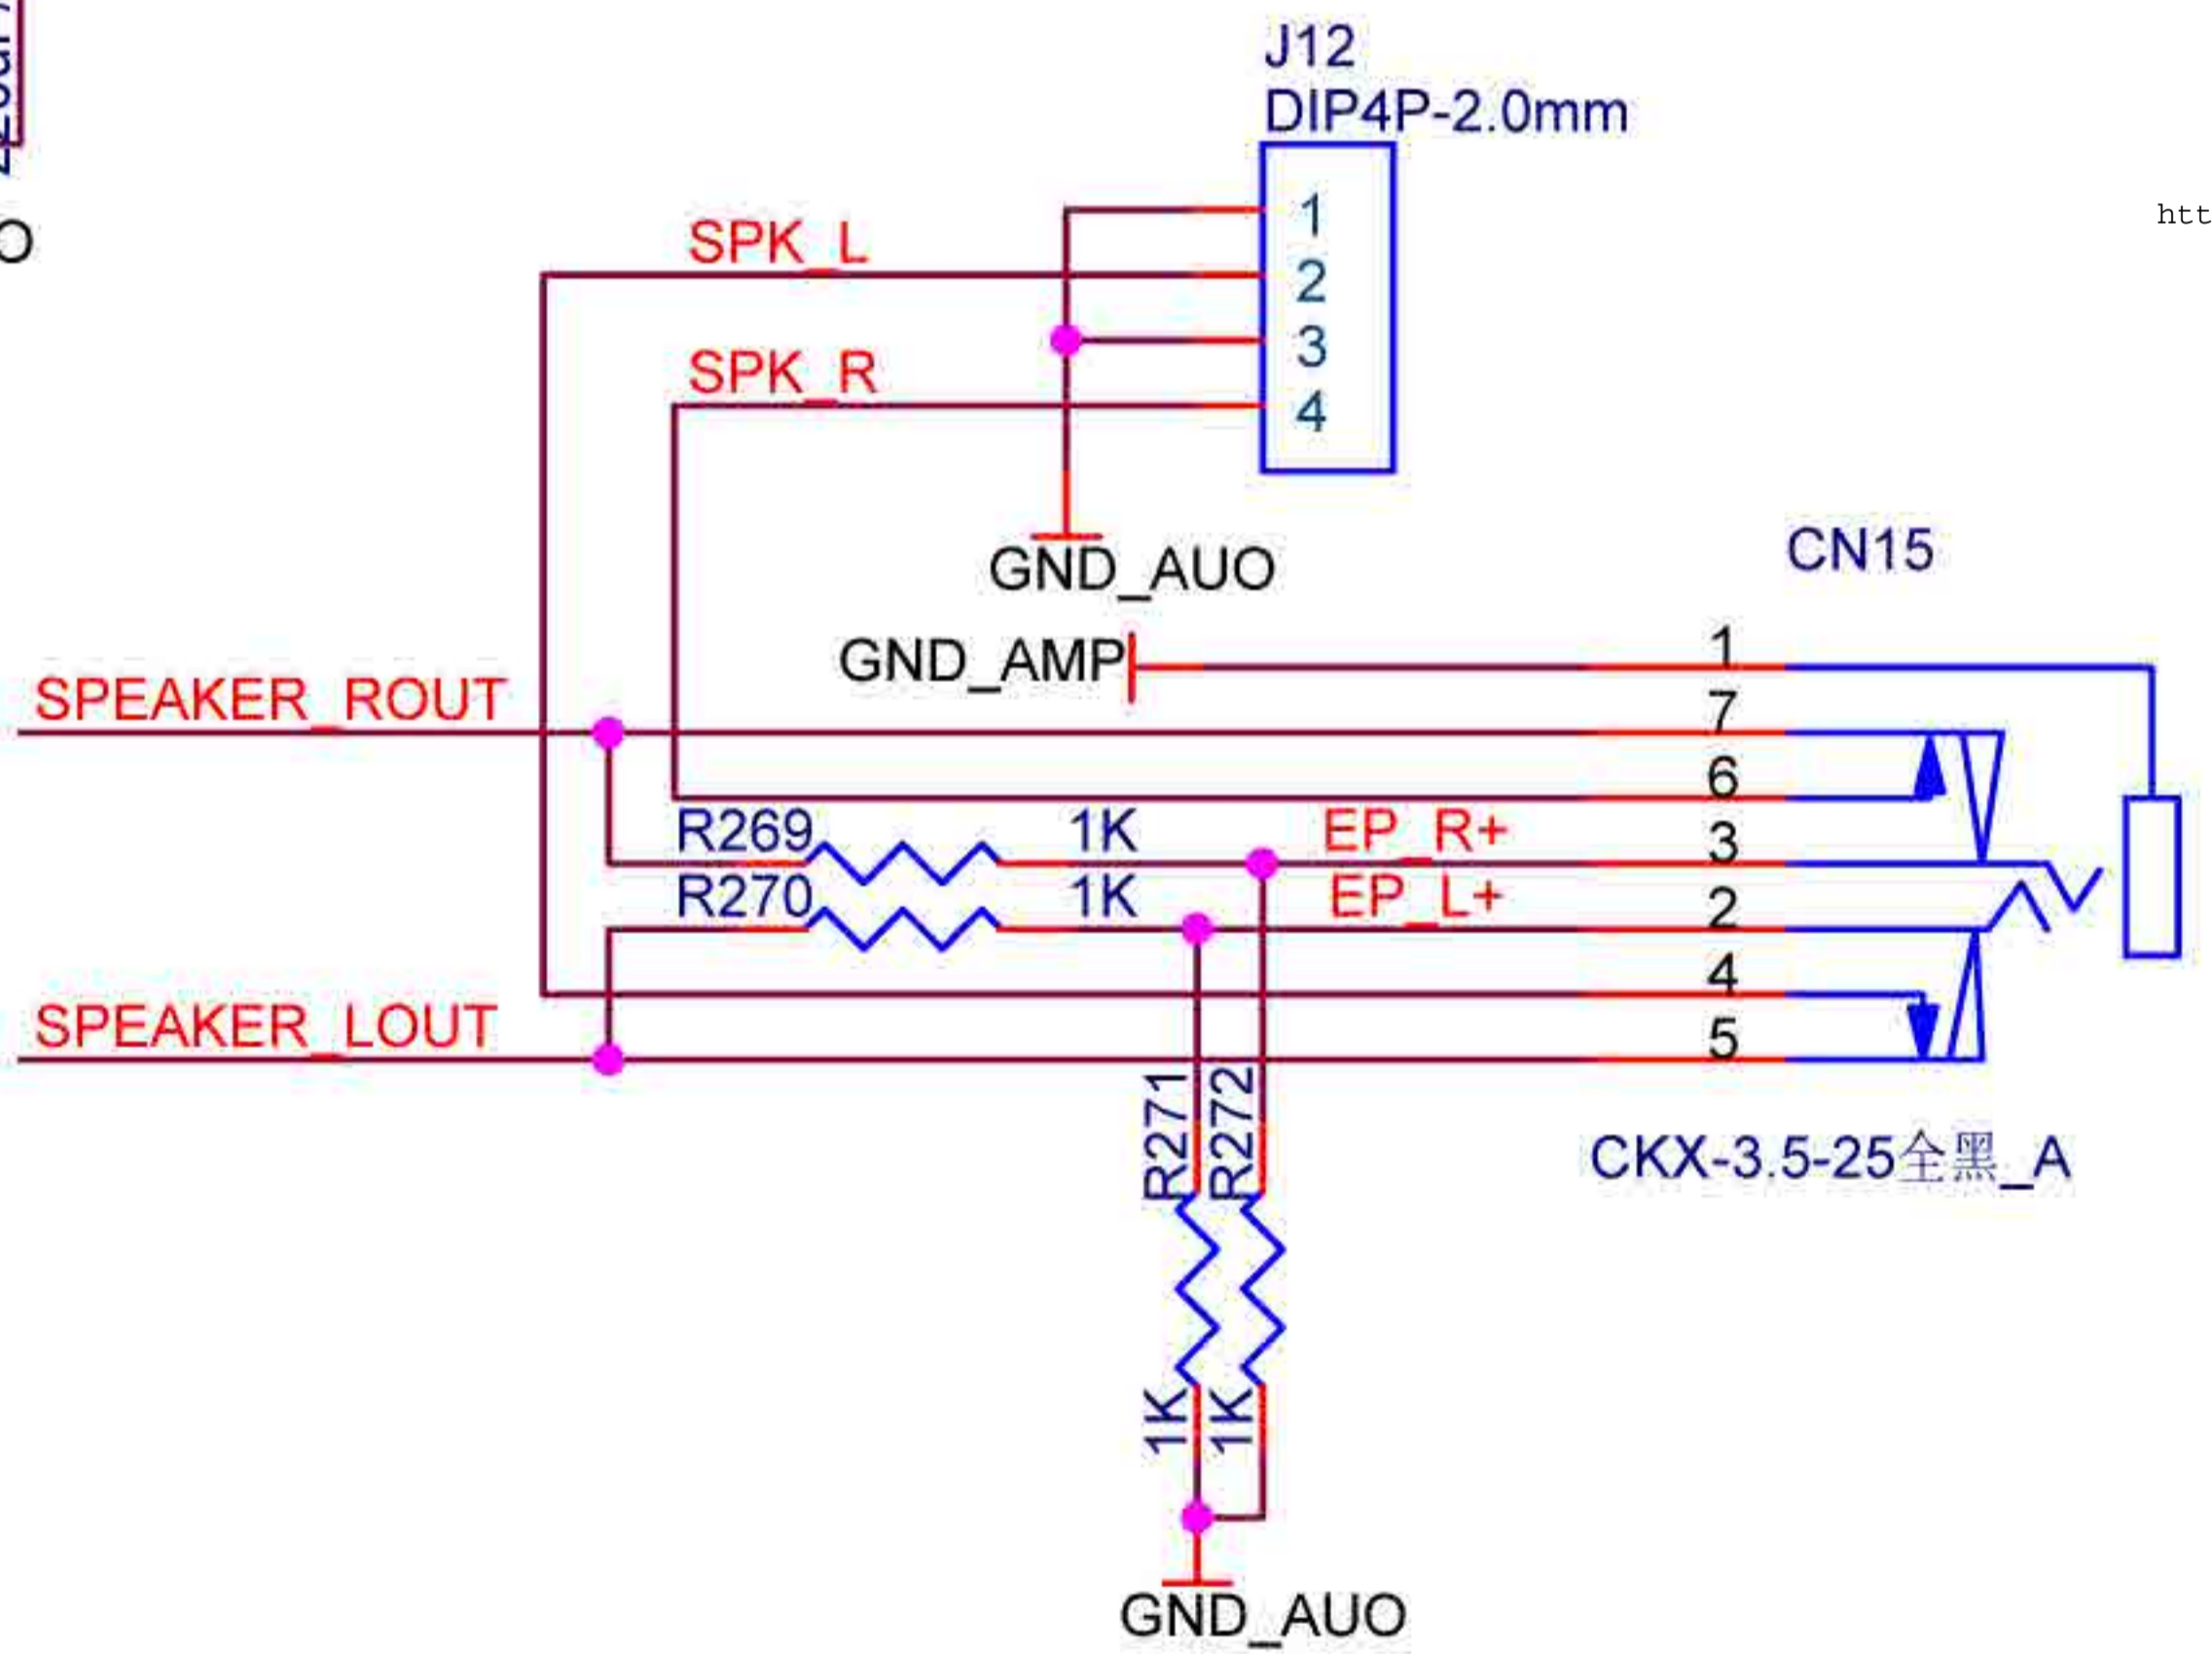 J12
DIP4P-2.0mm
1
SPK_L
2
3
SPK_R
4
GND_AUO
CN15
GND_AMP
1
SPEAKER_ROUT
7
6
R269 1K EP_R+ 3
R270 1K EP_L+ 2
4
SPEAKER_LOUT
5
R271
R272
CKX-3.5-25全黑_A
1K
1K
GND_AUO
O
htt